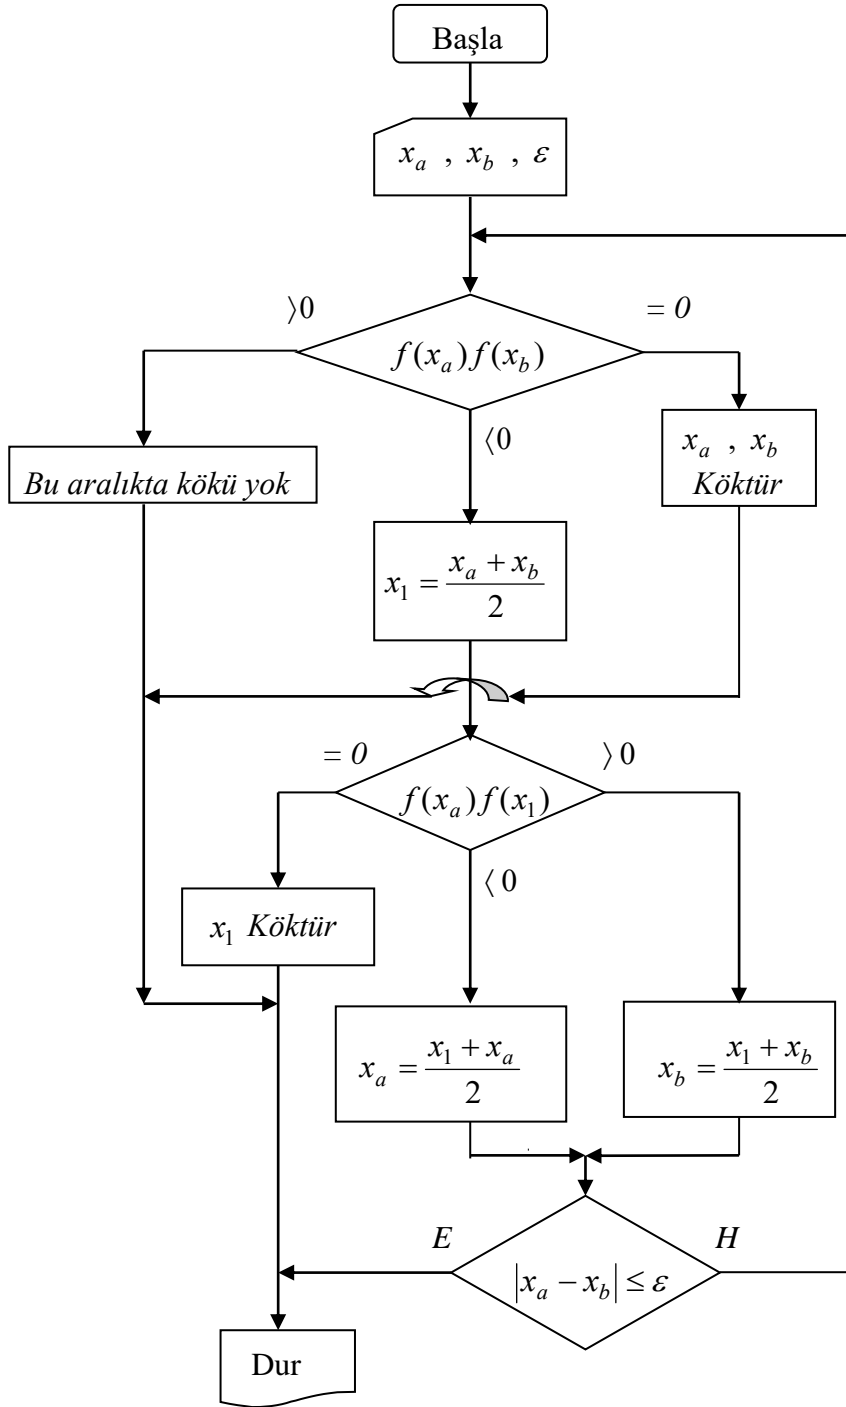 Başla
x_a , x_b , ε
⟩0
= 0
f(x_a)f(x_b)
⟨0
Bu aralıkta kökü yok
x_a , x_b
Köktür
x_1 = (x_a + x_b)/2
= 0
⟩ 0
f(x_a)f(x_1)
⟨ 0
x_1 Köktür
x_a = (x_1 + x_a)/2
x_b = (x_1 + x_b)/2
E
H
|x_a − x_b| ≤ ε
Dur